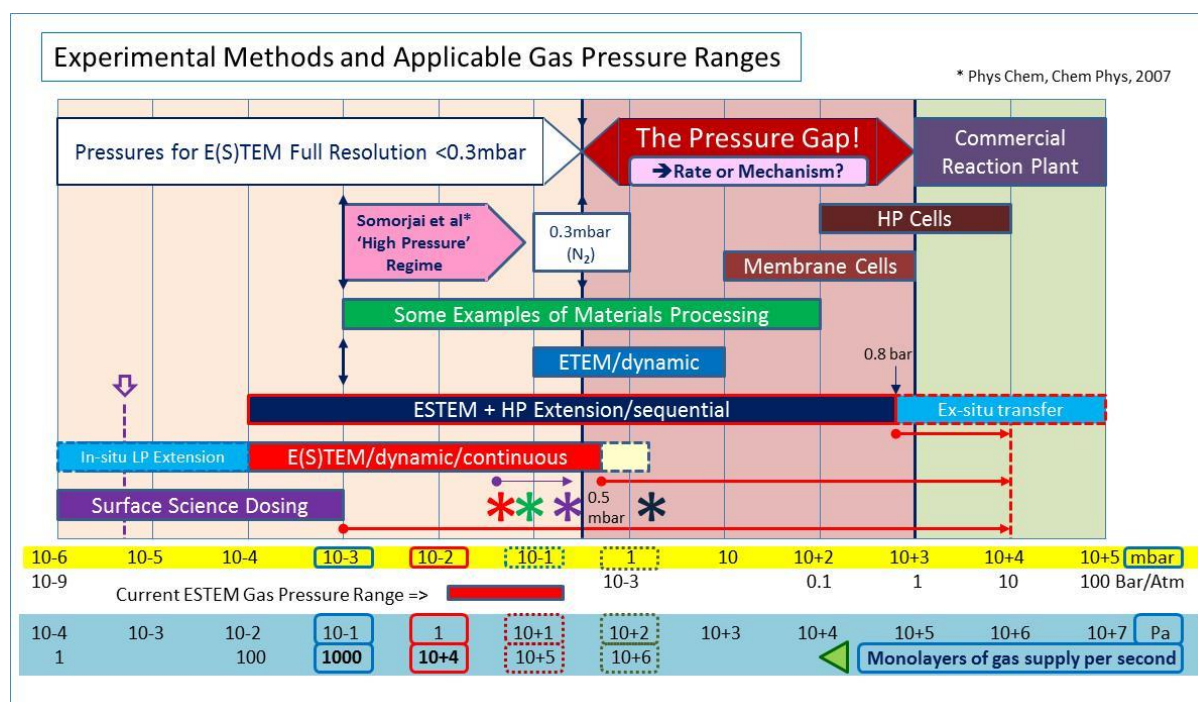 Experimental Methods and Applicable Gas Pressure Ranges
* Phys Chem, Chem Phys, 2007
Pressures for E(S)TEM Full Resolution <0.3mbar
The Pressure Gap!
➔Rate or Mechanism?
Commercial
Reaction Plant
Somorjai et al*
‘High Pressure’
Regime
0.3mbar
(N₂)
HP Cells
Membrane Cells
Some Examples of Materials Processing
ETEM/dynamic
0.8 bar
ESTEM + HP Extension/sequential
Ex-situ transfer
In-situ LP Extension
E(S)TEM/dynamic/continuous
Surface Science Dosing
0.5
mbar
10-6 10-5 10-4 10-3 10-2 10-1 1 10 10+2 10+3 10+4 10+5 mbar
10-9 10-3 0.1 1 10 100 Bar/Atm
Current ESTEM Gas Pressure Range =>
10-4 10-3 10-2 10-1 1 10+1 10+2 10+3 10+4 10+5 10+6 10+7 Pa
1 100 1000 10+4 10+5 10+6 Monolayers of gas supply per second